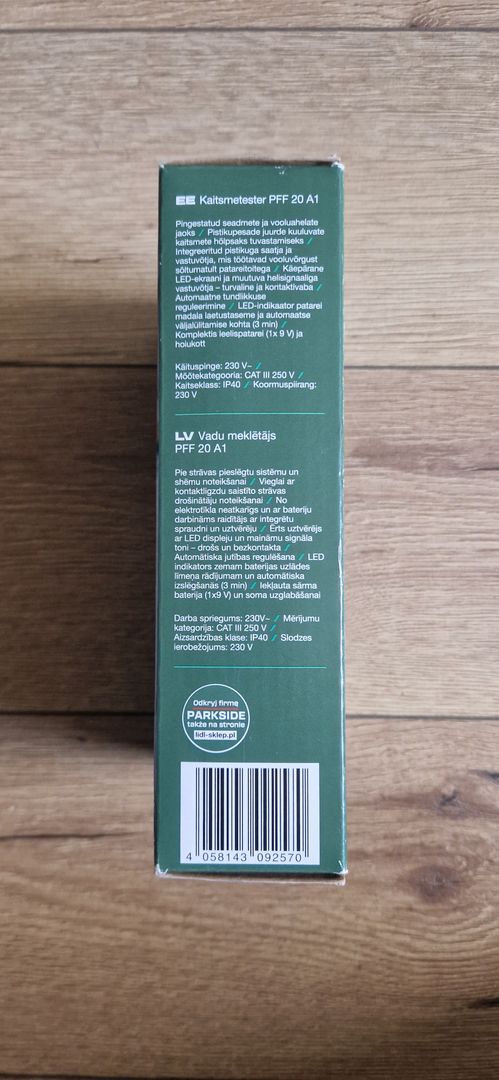 EE Kaitsmetester PFF 20 A1
Pingestatud seadmete ja vooluahelate
jaoks / Pistikupesade juurde kuuluvate
kaitsmete hõlpsaks tuvastamiseks /
Integreeritud pistikuga saatja ja
vastuvõtja, mis töötavad vooluvõrgust
sõltumatult patareitoitega / Käepärane
LED-ekraani ja muutuva helisignaaliga
vastuvõtja – turvaline ja kontaktivaba /
Automaatne tundlikkuse
reguleerimine / LED-indikaator patarei
madala laetustaseme ja automaatse
väljalülitamise kohta (3 min) /
Komplektis leelispatarei (1x 9 V) ja
hoiukott
Käituspinge: 230 V~ /
Mõõtekategooria: CAT III 250 V /
Kaitseklass: IP40 / Koormuspiirang:
230 V
LV Vadu meklētājs
PFF 20 A1
Pie strāvas pieslēgtu sistēmu un
shēmu noteikšanai / Vieglai ar
kontaktligzdu saistīto strāvas
drošinātāju noteikšanai / No
elektrotīkla neatkarīgs un ar bateriju
darbināms raidītājs ar integrētu
spraudni un uztvērēju / Ērts uztvērējs
ar LED displeju un maināmu signāla
toni – drošs un bezkontakta /
Automātiska jutības regulēšana / LED
indikators zemam baterijas uzlādes
līmeņa rādījumam un automātiska
izslēgšanās (3 min) / Iekļauta sārma
baterija (1x9 V) un soma uzglabāšanai
Darba spriegums: 230V~ / Mērījumu
kategorija: CAT III 250 V /
Aizsardzības klase: IP40 / Slodzes
ierobežojums: 230 V
Odkryj firmę
PARKSIDE
także na stronie
lidl-sklep.pl
4 058143 092570